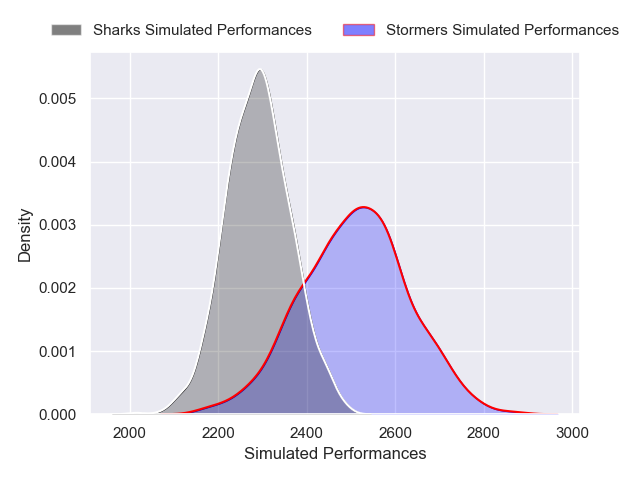 Sharks Simulated Performances
Stormers Simulated Performances
Density
0.005
0.004
0.003
0.002
0.001
0.000
2000 2200 2400 2600 2800 3000
Simulated Performances